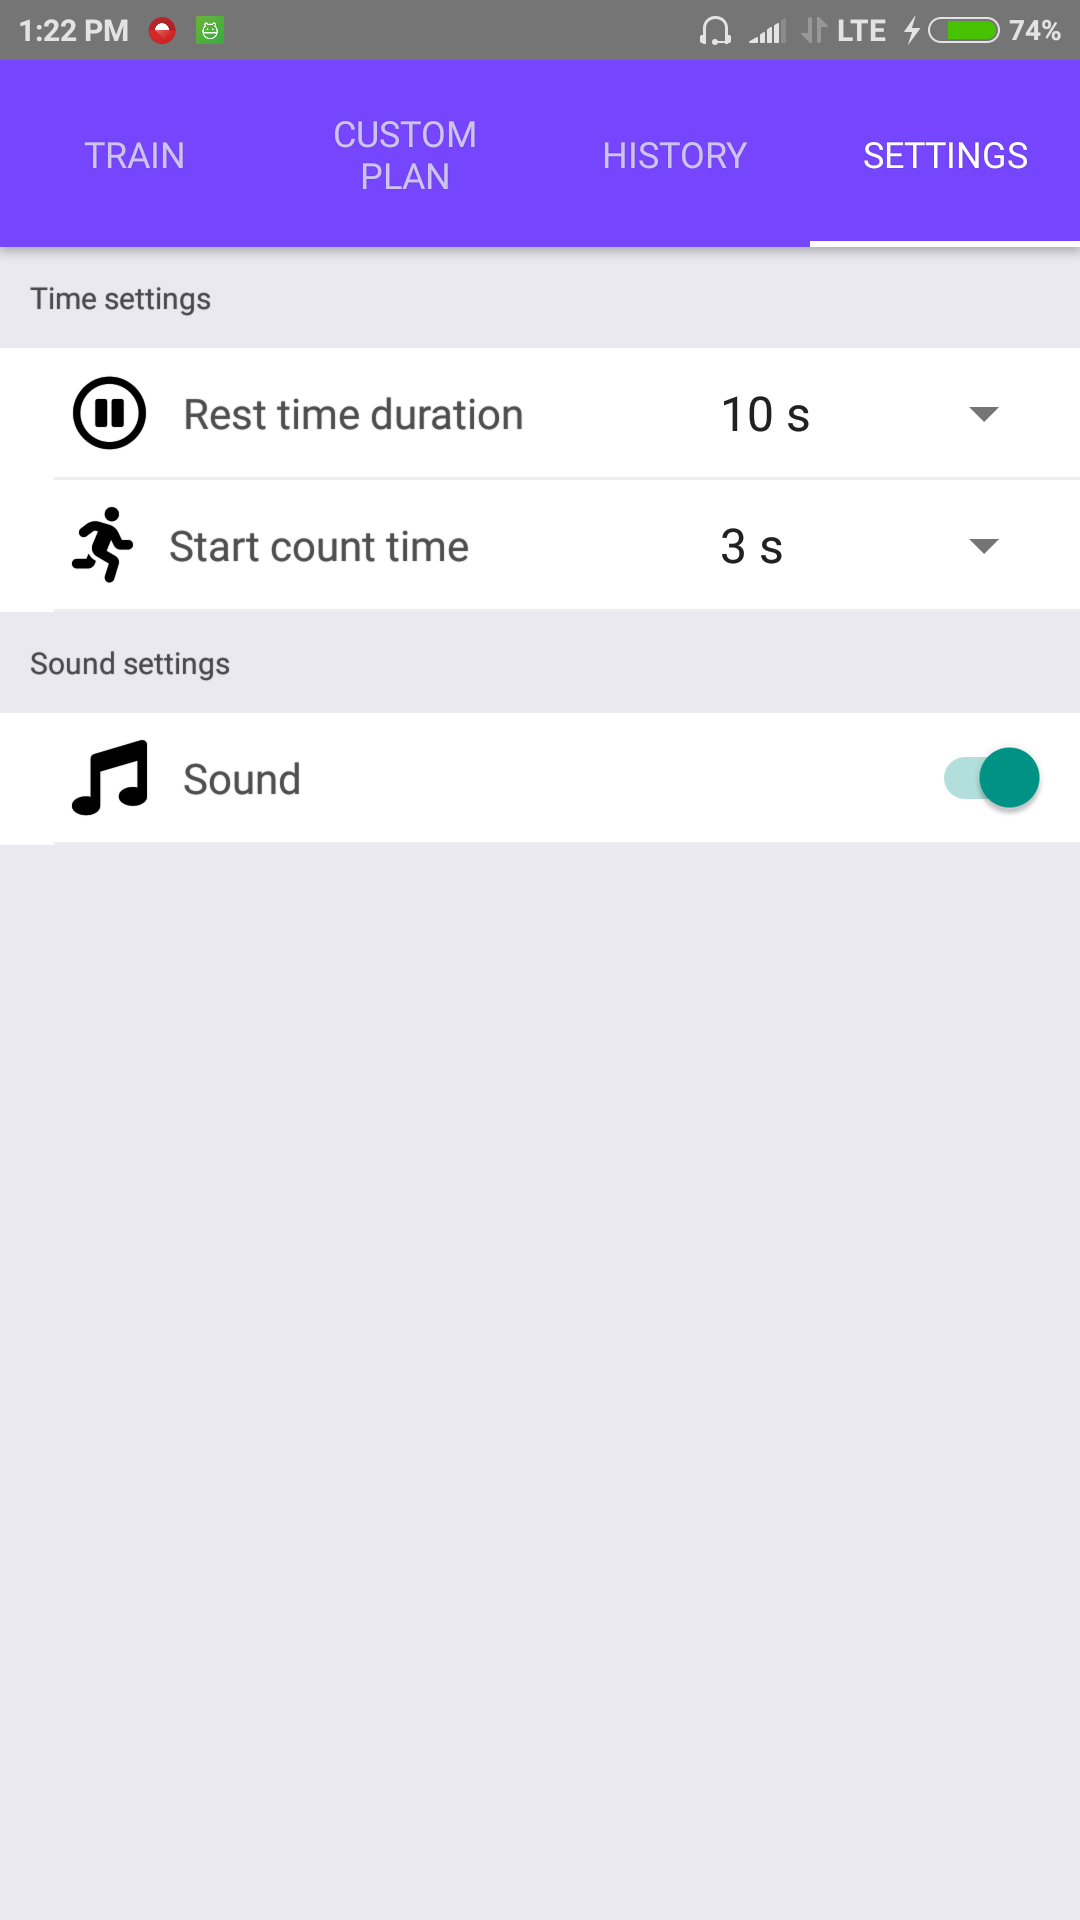 1:22 PM LTE 74%
TRAIN
CUSTOM
PLAN
HISTORY
SETTINGS
Time settings
Rest time duration 10 s
Start count time 3 s
Sound settings
Sound